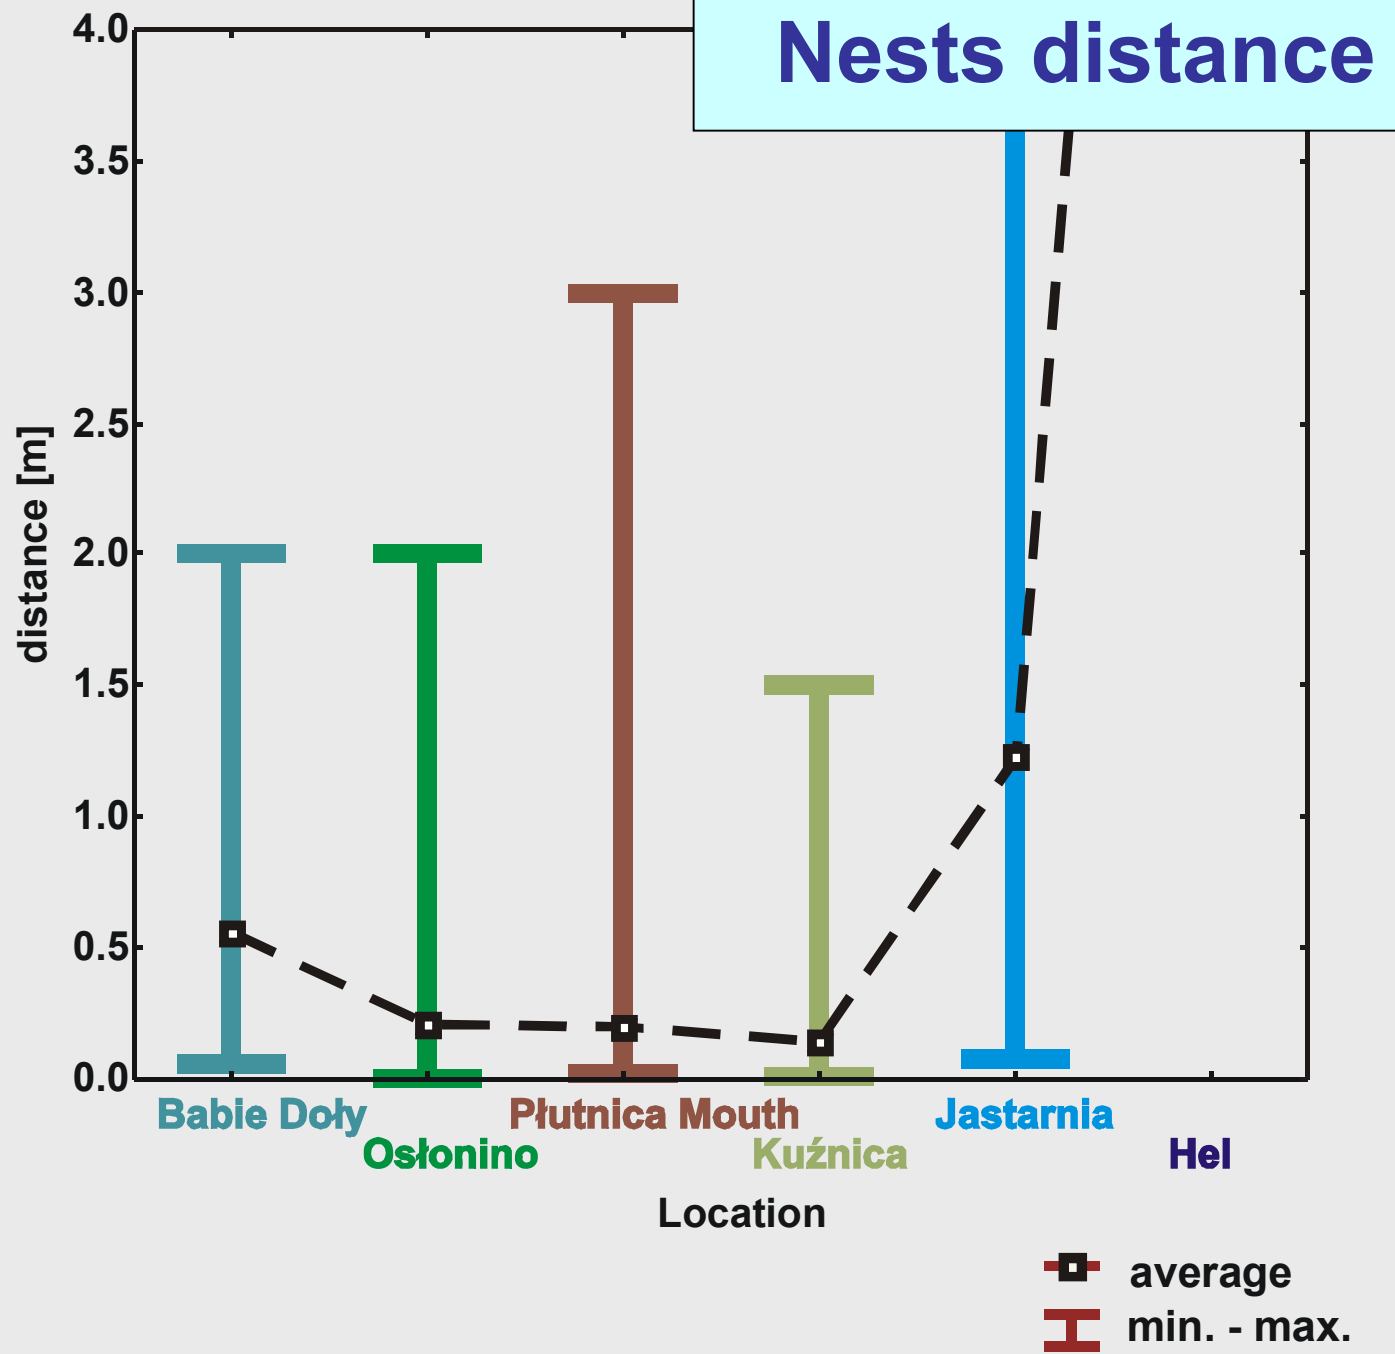 Nests distance
4.0
3.5
3.0
2.5
2.0
1.5
1.0
0.5
0.0
distance [m]
Babie Doły
Płutnica Mouth
Jastarnia
Osłonino
Kuźnica
Hel
Location
average
min. - max.